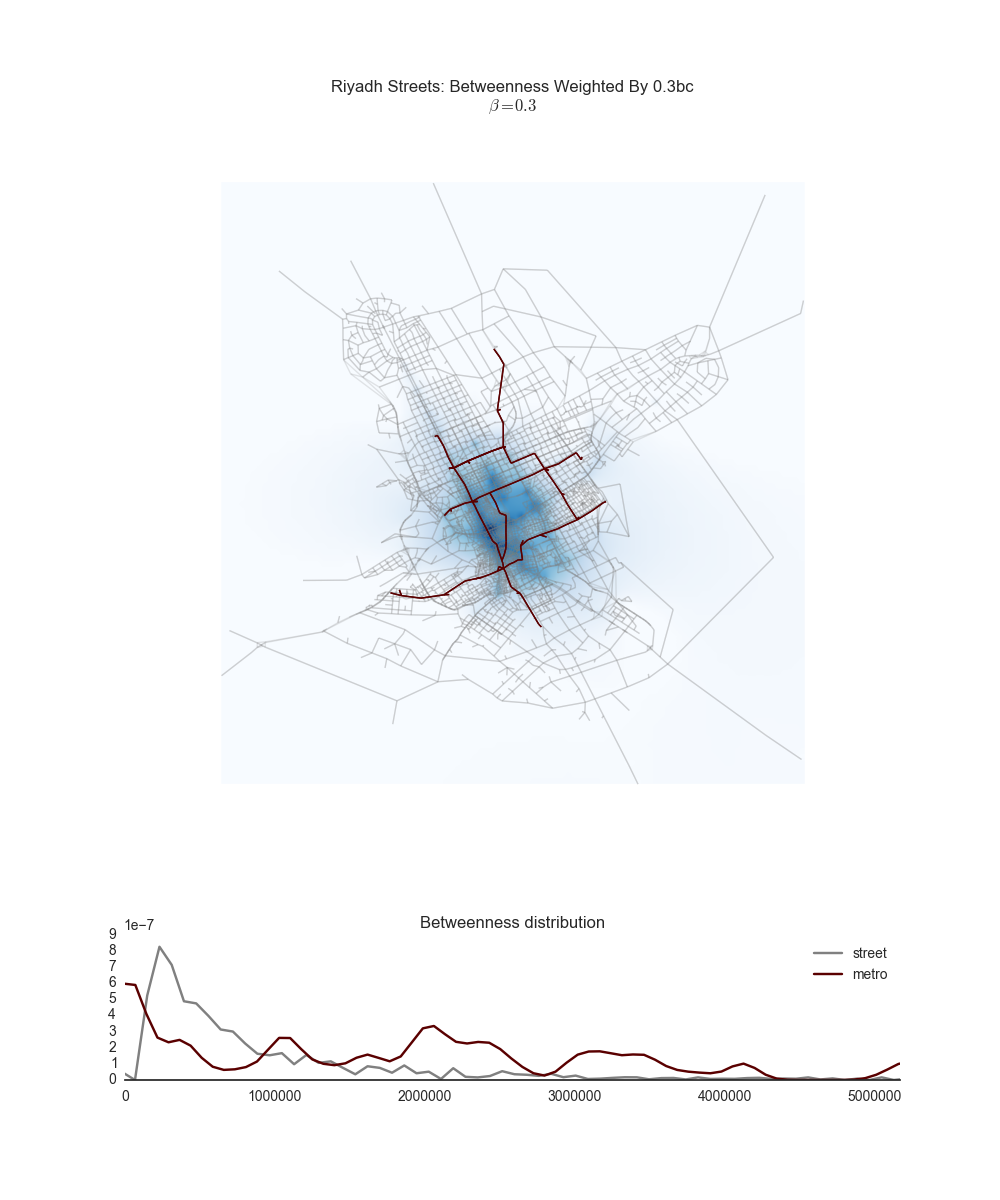 Riyadh Streets: Betweenness Weighted By 0.3bc
β=0.3
Betweenness distribution
1e−7
9
8
7
6
5
4
3
2
1
0
street
metro
0 1000000 2000000 3000000 4000000 5000000